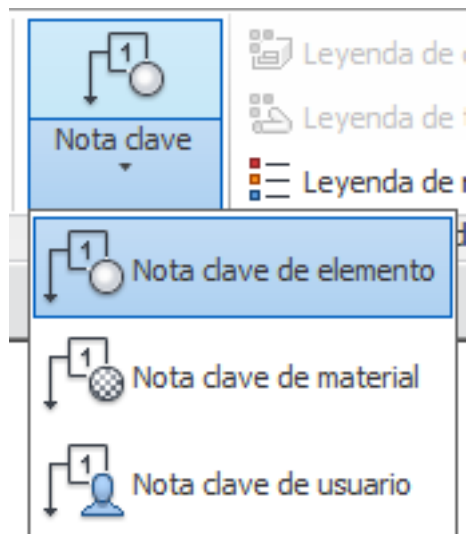 1
Nota clave
Leyenda de
Leyenda de
Leyenda de
1
Nota clave de elemento
1
Nota clave de material
1
Nota clave de usuario